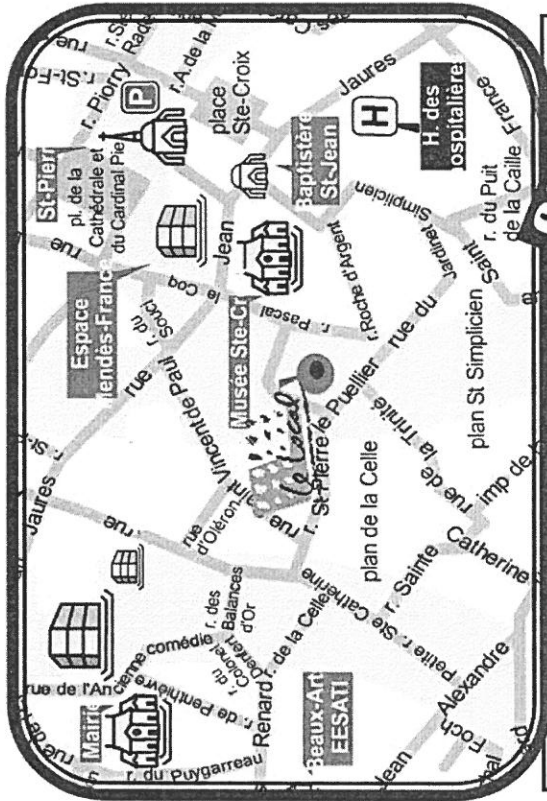 Mairie
rue de l'Ancienne comédie
r. de Penthièvre
r. du Puygarreau
Renard
r. du
Colonel
Denfert
r. des
Balances
d'Or
r. de la Celle
Beaux-Art
EESATI
Jean
Jaures
rue
rue
d'Oléron
rue
le Local
r. St-Pierre le Puellier
plan de la Celle
Petite r. Ste Catherine
r. Sainte
Catherine
Alexandre
Foch
rue de la Trinité
imp de
plan St Simplicien
rue du Jardinet Simplicien
Saint
r. du Puit
de la Caille
France
r. Roche d'Argent
r. Pascal
le Coq
rue
r. du
Souci
Espace
Mendès-France
Musée Ste-Cr
Jean
Jaures
St-Pierr
pl. de la
Cathédrale et
du Cardinal Pie
r. Piorry
P
place
Ste-Croix
r. A. de la M
Baptistère
St-Jean
H
H. des
ospitalière
rue